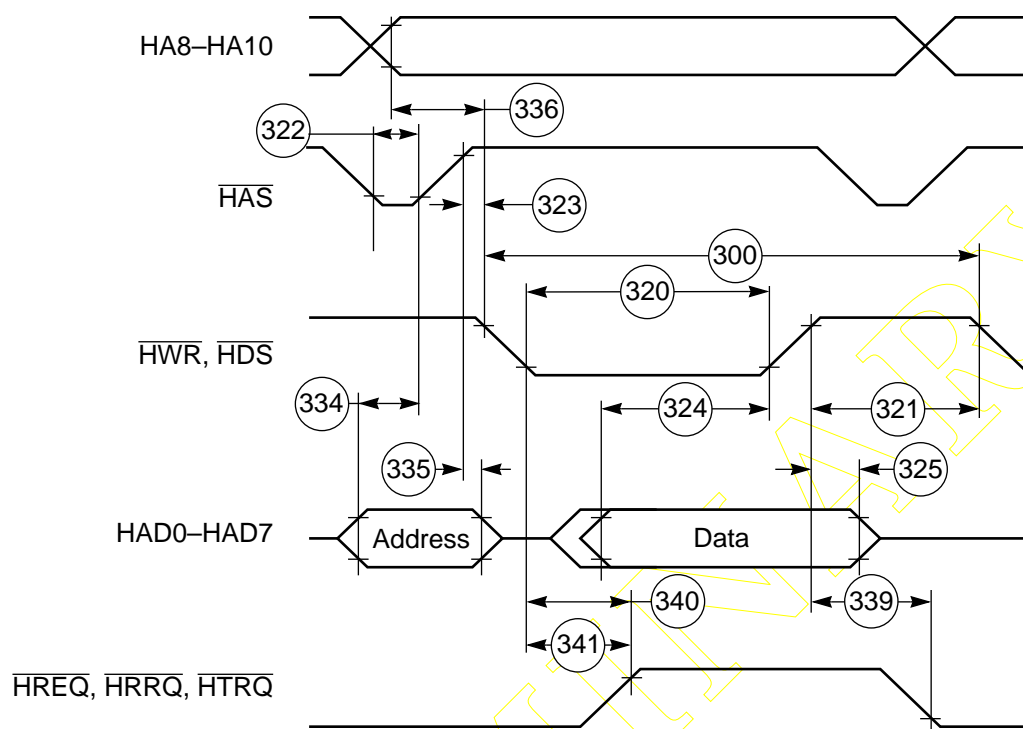 HA8–HA10
336
322
HAS
323
300
320
HWR, HDS
334
324
321
335
325
HAD0–HAD7
Address
Data
340
339
341
HREQ, HRRQ, HTRQ